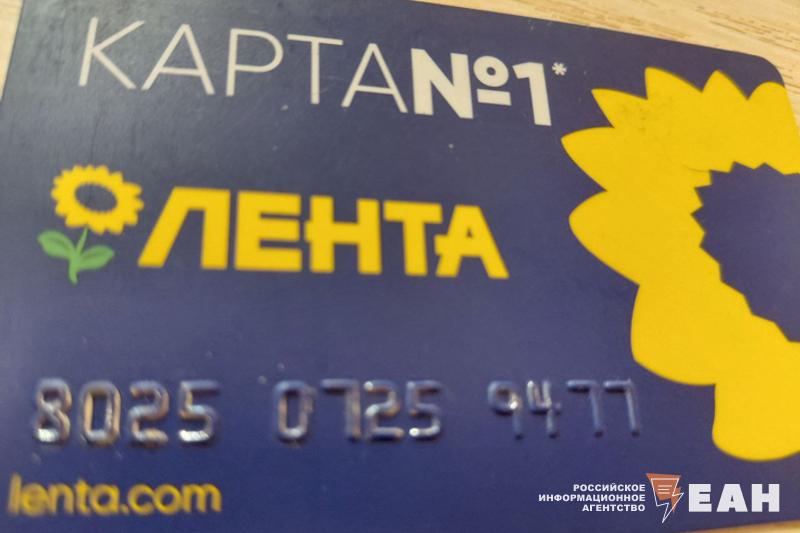 КАРТА№1*
ЛЕНТА
8025 0725 9477
lenta.com
РОССИЙСКОЕ
ИНФОРМАЦИОННОЕ
АГЕНТСТВО
ЕАН